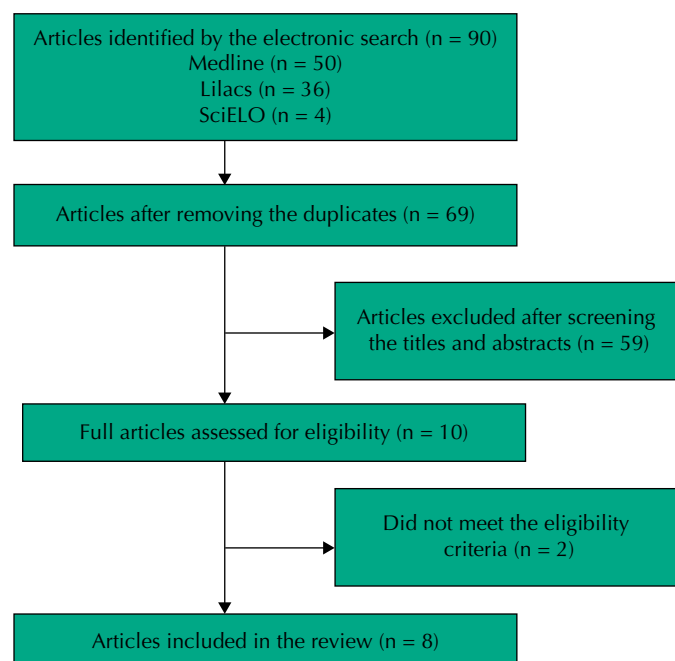 Articles identified by the electronic search (n = 90)
Medline (n = 50)
Lilacs (n = 36)
SciELO (n = 4)
Articles after removing the duplicates (n = 69)
Articles excluded after screening
the titles and abstracts (n = 59)
Full articles assessed for eligibility (n = 10)
Did not meet the eligibility
criteria (n = 2)
Articles included in the review (n = 8)